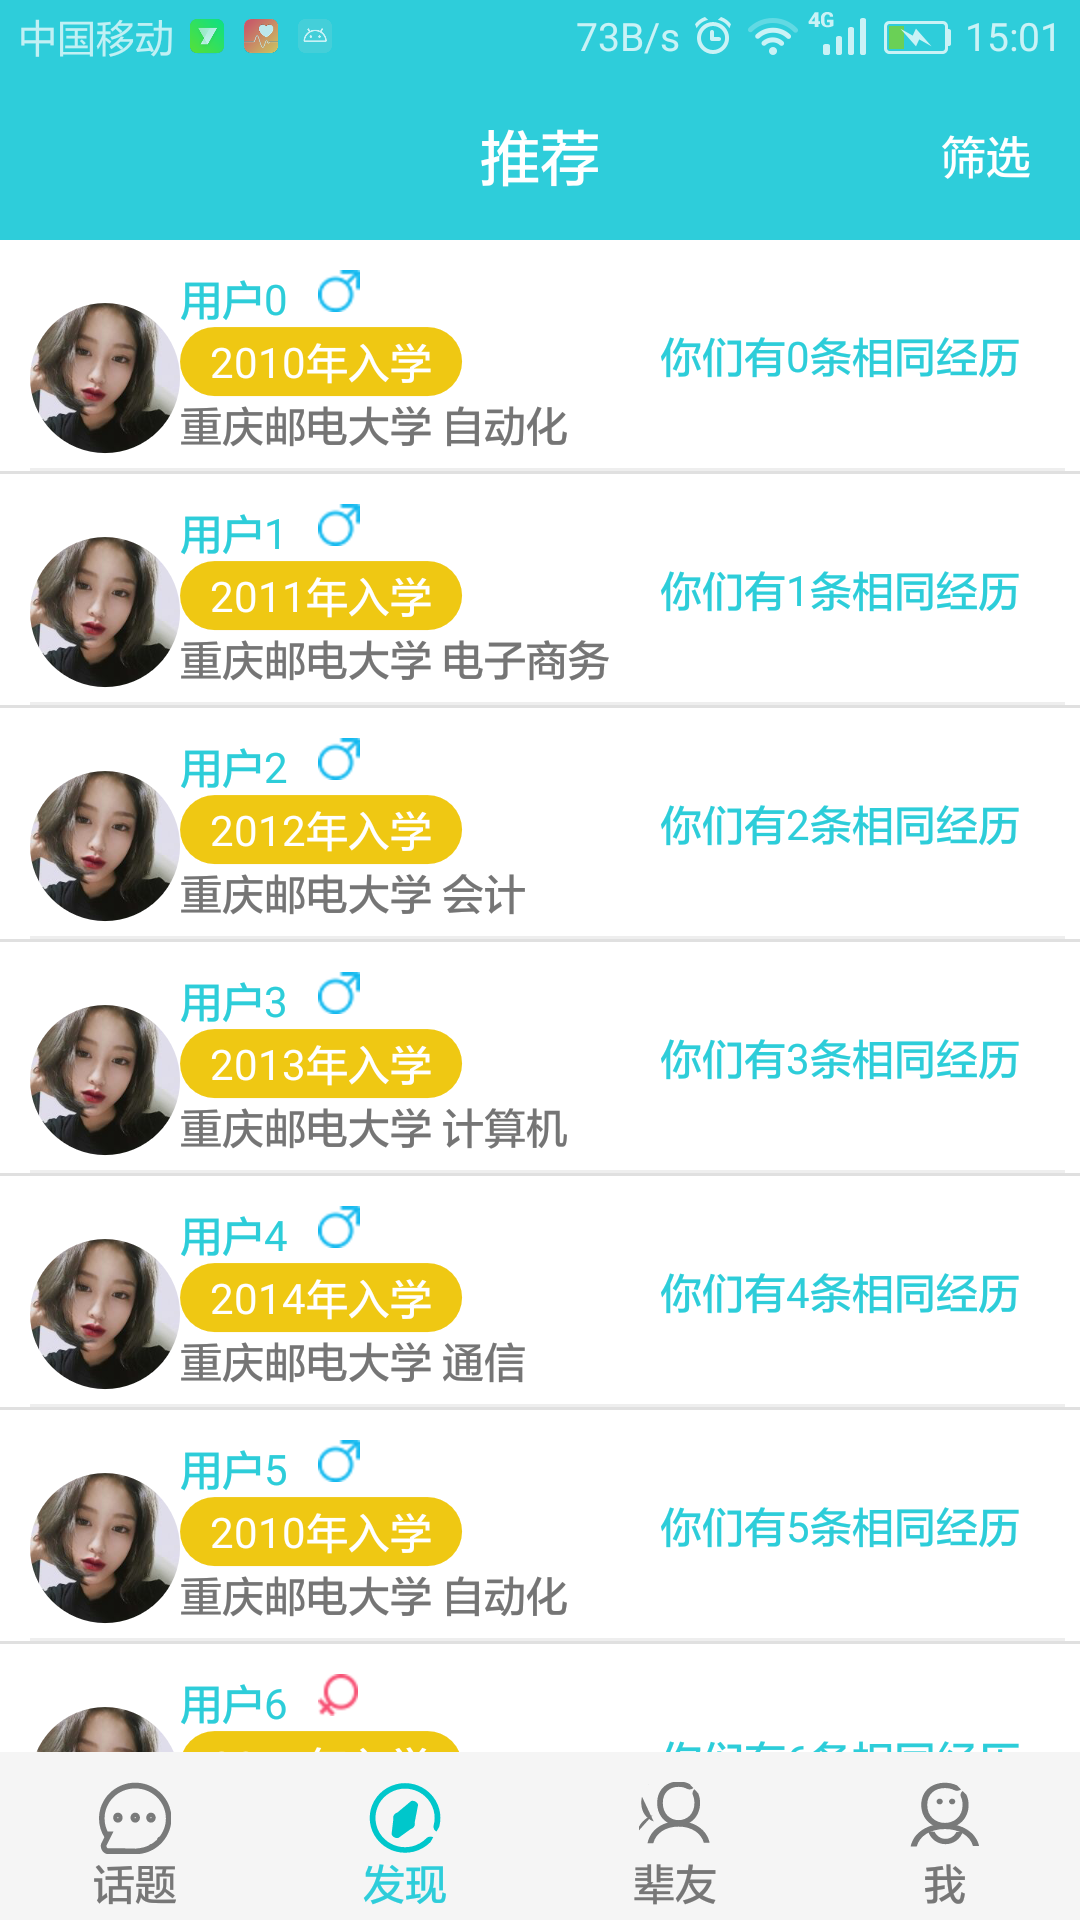 中国移动 73B/s 4G 15:01
推荐 筛选
用户0
2010年入学 你们有0条相同经历
重庆邮电大学 自动化
用户1
2011年入学 你们有1条相同经历
重庆邮电大学 电子商务
用户2
2012年入学 你们有2条相同经历
重庆邮电大学 会计
用户3
2013年入学 你们有3条相同经历
重庆邮电大学 计算机
用户4
2014年入学 你们有4条相同经历
重庆邮电大学 通信
用户5
2010年入学 你们有5条相同经历
重庆邮电大学 自动化
用户6
你们有6条相同经历
话题 发现 辈友 我